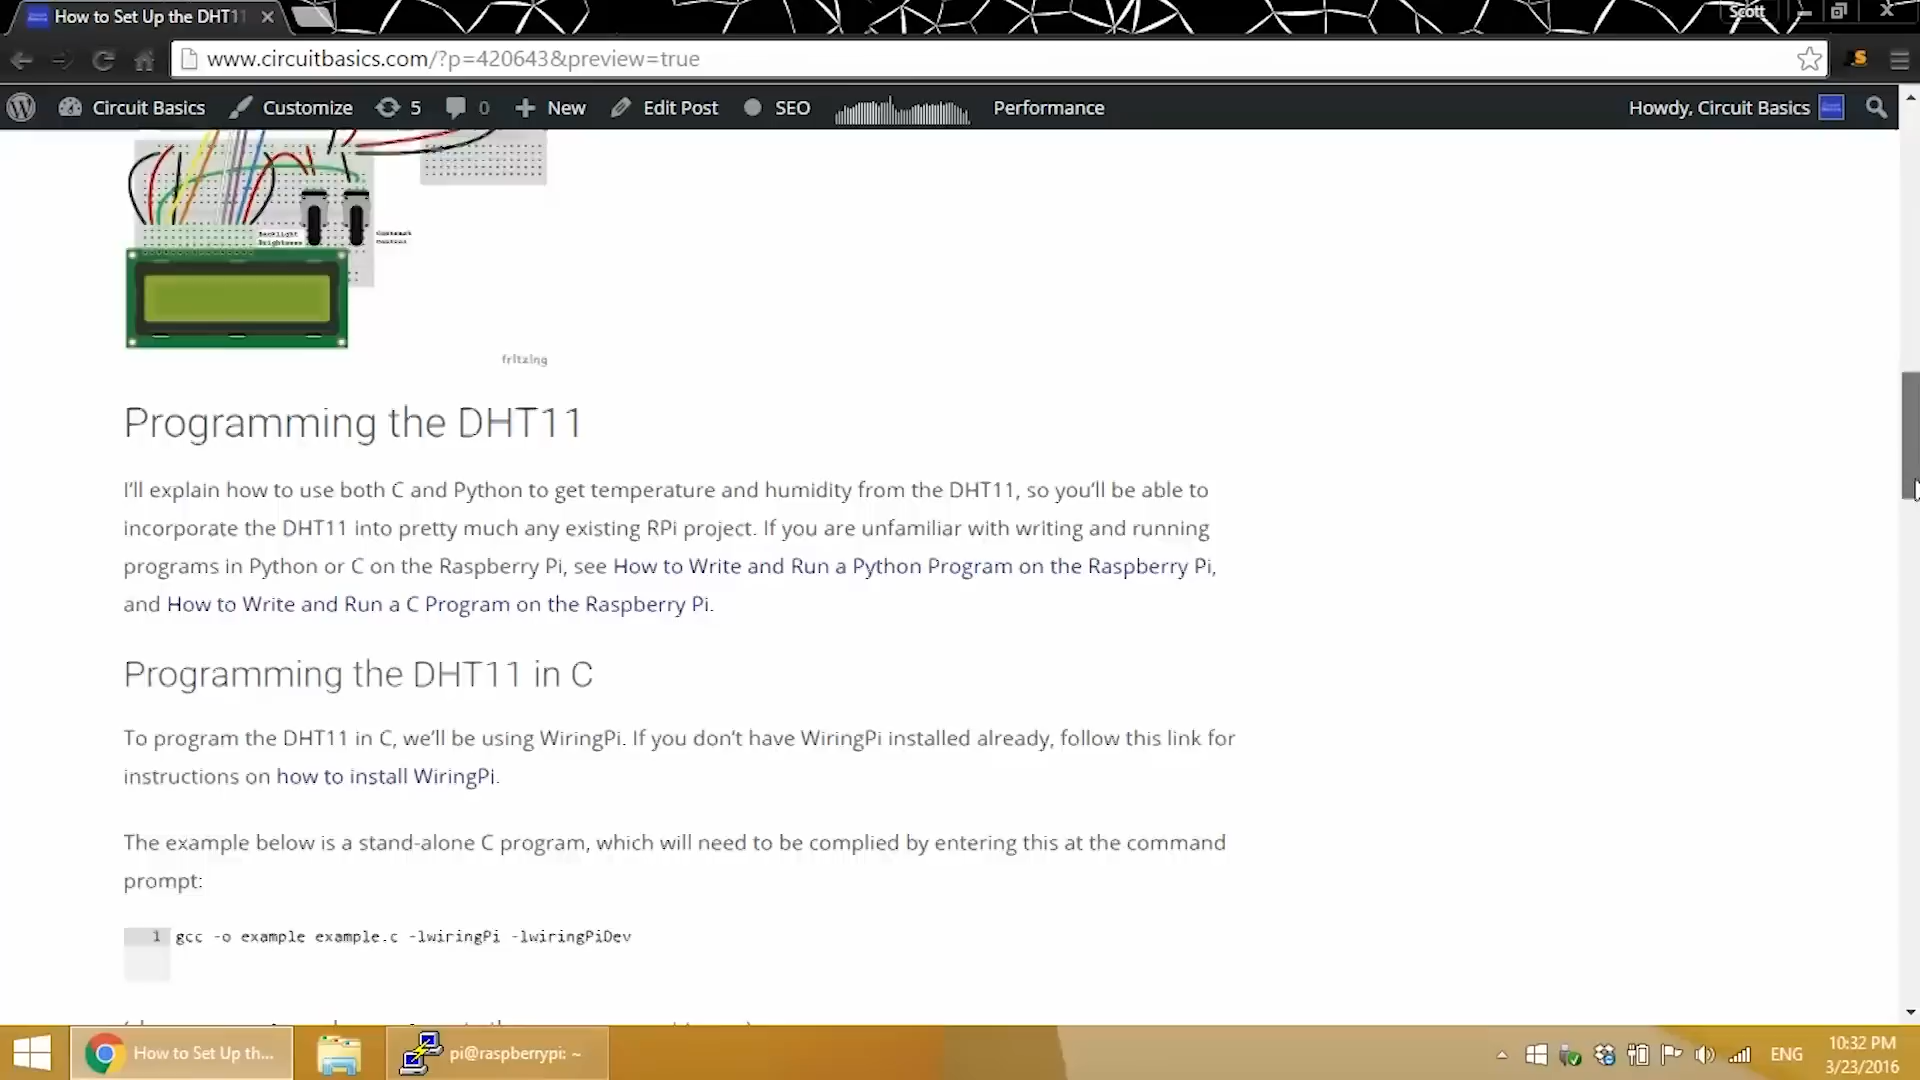 How to Set Up the DHT11
Scott
www.circuitbasics.com/?p=420643&preview=true
Circuit Basics
Customize
5
0
New
Edit Post
SEO
Performance
Howdy, Circuit Basics
Backlight
Brightness
fritzing
Programming the DHT11
I'll explain how to use both C and Python to get temperature and humidity from the DHT11, so you'll be able to
incorporate the DHT11 into pretty much any existing RPi project. If you are unfamiliar with writing and running
programs in Python or C on the Raspberry Pi, see How to Write and Run a Python Program on the Raspberry Pi,
and How to Write and Run a C Program on the Raspberry Pi.
Programming the DHT11 in C
To program the DHT11 in C, we'll be using WiringPi. If you don't have WiringPi installed already, follow this link for
instructions on how to install WiringPi.
The example below is a stand-alone C program, which will need to be complied by entering this at the command
prompt:
1 gcc -o example example.c -lwiringPi -lwiringPiDev
How to Set Up th...
pi@raspberrypi: ~
ENG
10:32 PM
3/23/2016